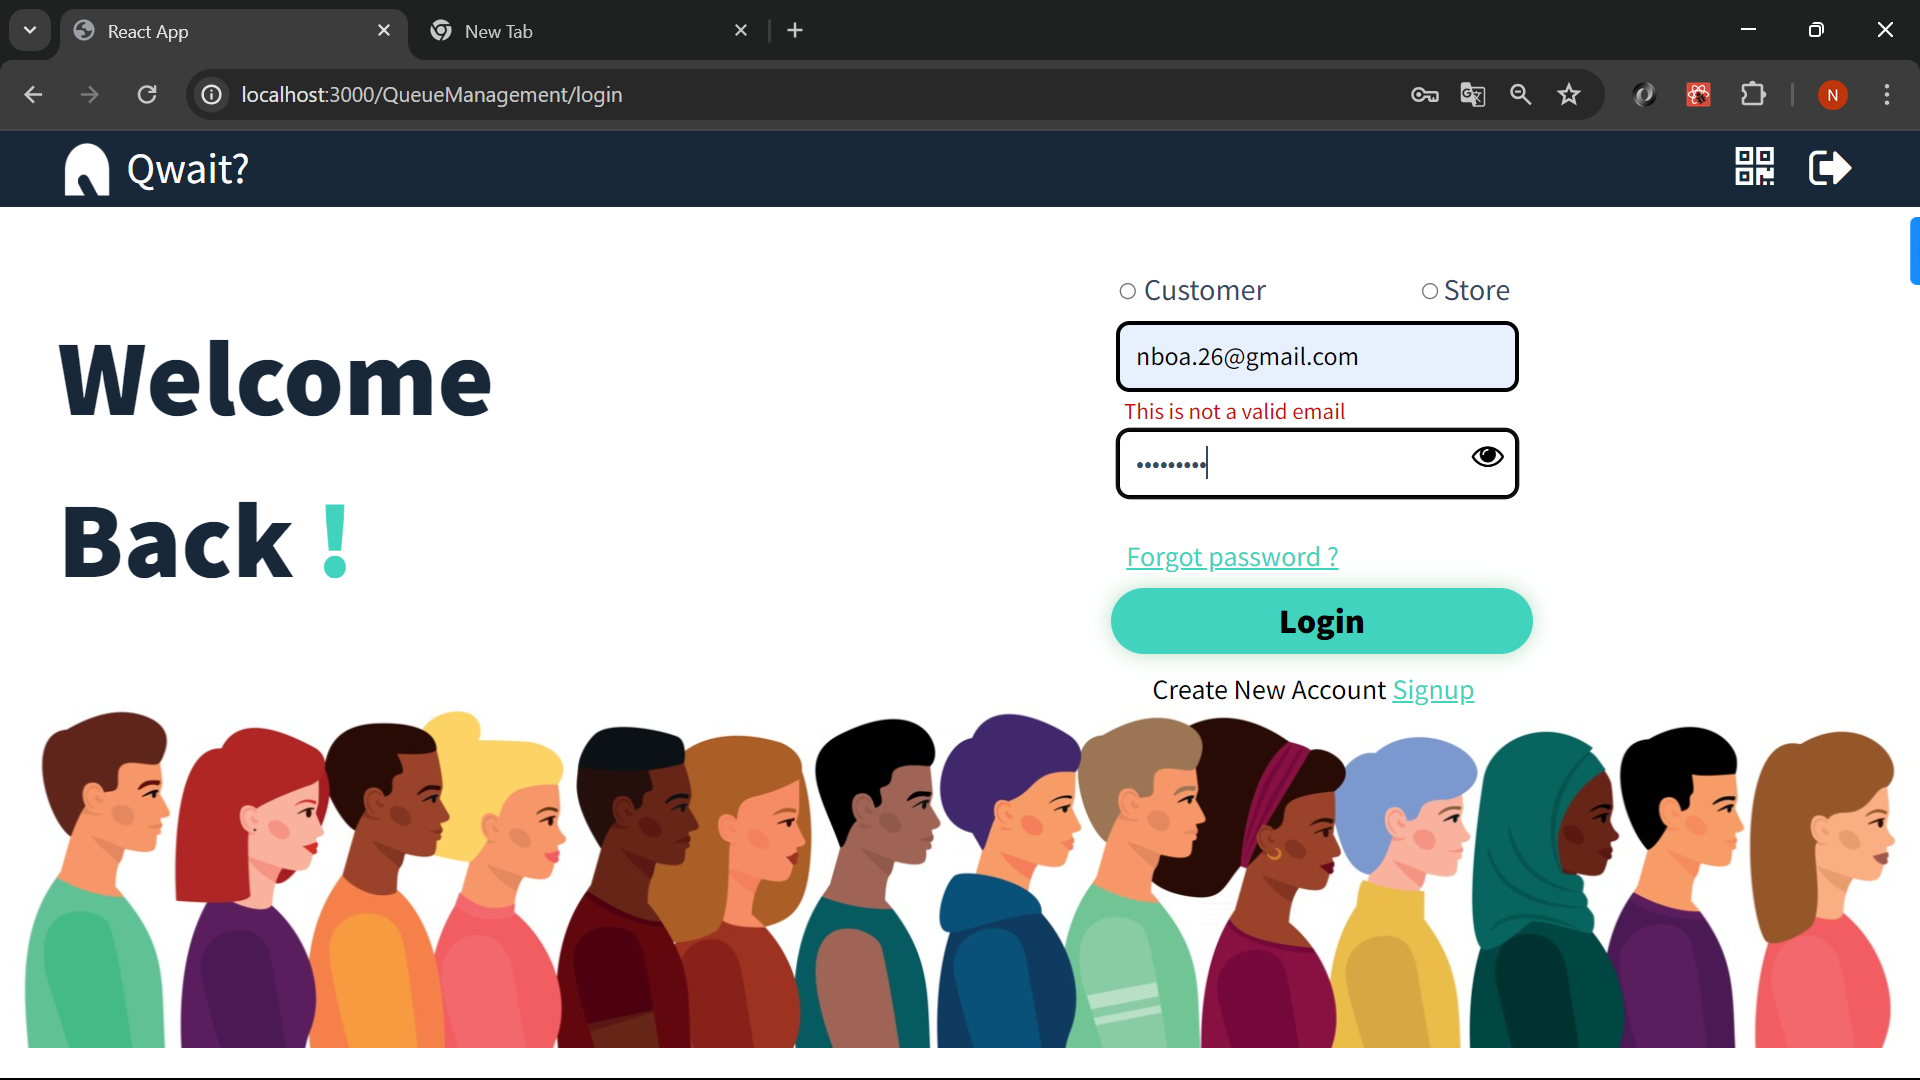 React App
New Tab
localhost:3000/QueueManagement/login
N
Qwait?
Customer
Store
Welcome
Back !
nboa.26@gmail.com
This is not a valid email
•••••••••
Forgot password ?
Login
Create New Account Signup